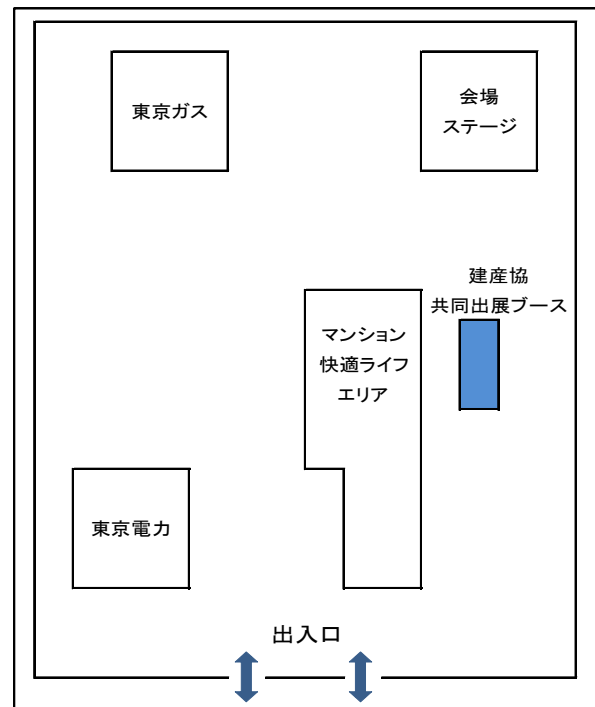 東京ガス
会場
ステージ
建産協
共同出展ブース
マンション
快適ライフ
エリア
東京電力
出入口